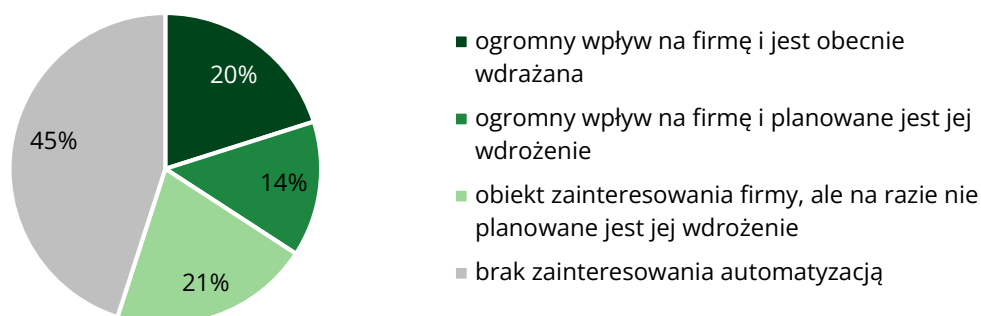 20%
14%
21%
45%
ogromny wpływ na firmę i jest obecnie
wdrażana
ogromny wpływ na firmę i planowane jest jej
wdrożenie
obiekt zainteresowania firmy, ale na razie nie
planowane jest jej wdrożenie
brak zainteresowania automatyzacją